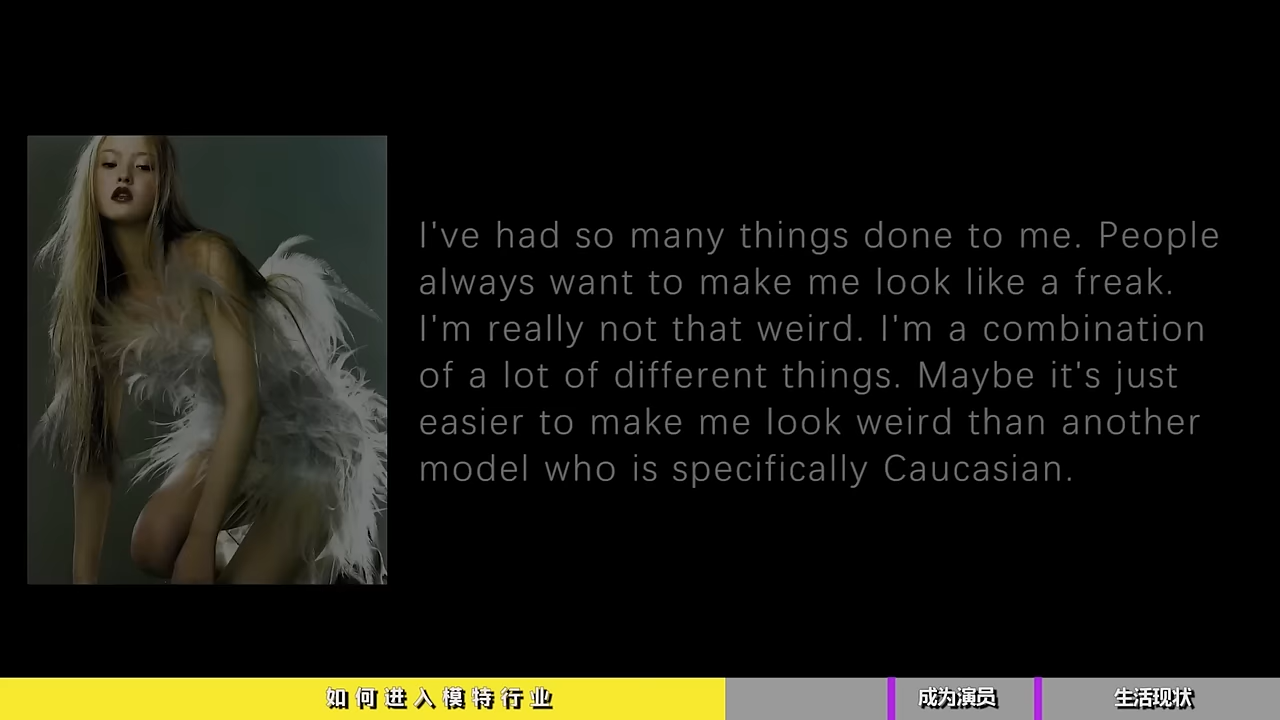 I've had so many things done to me. People
always want to make me look like a freak.
I'm really not that weird. I'm a combination
of a lot of different things. Maybe it's just
easier to make me look weird than another
model who is specifically Caucasian.
如何进入模特行业
成为演员
生活现状